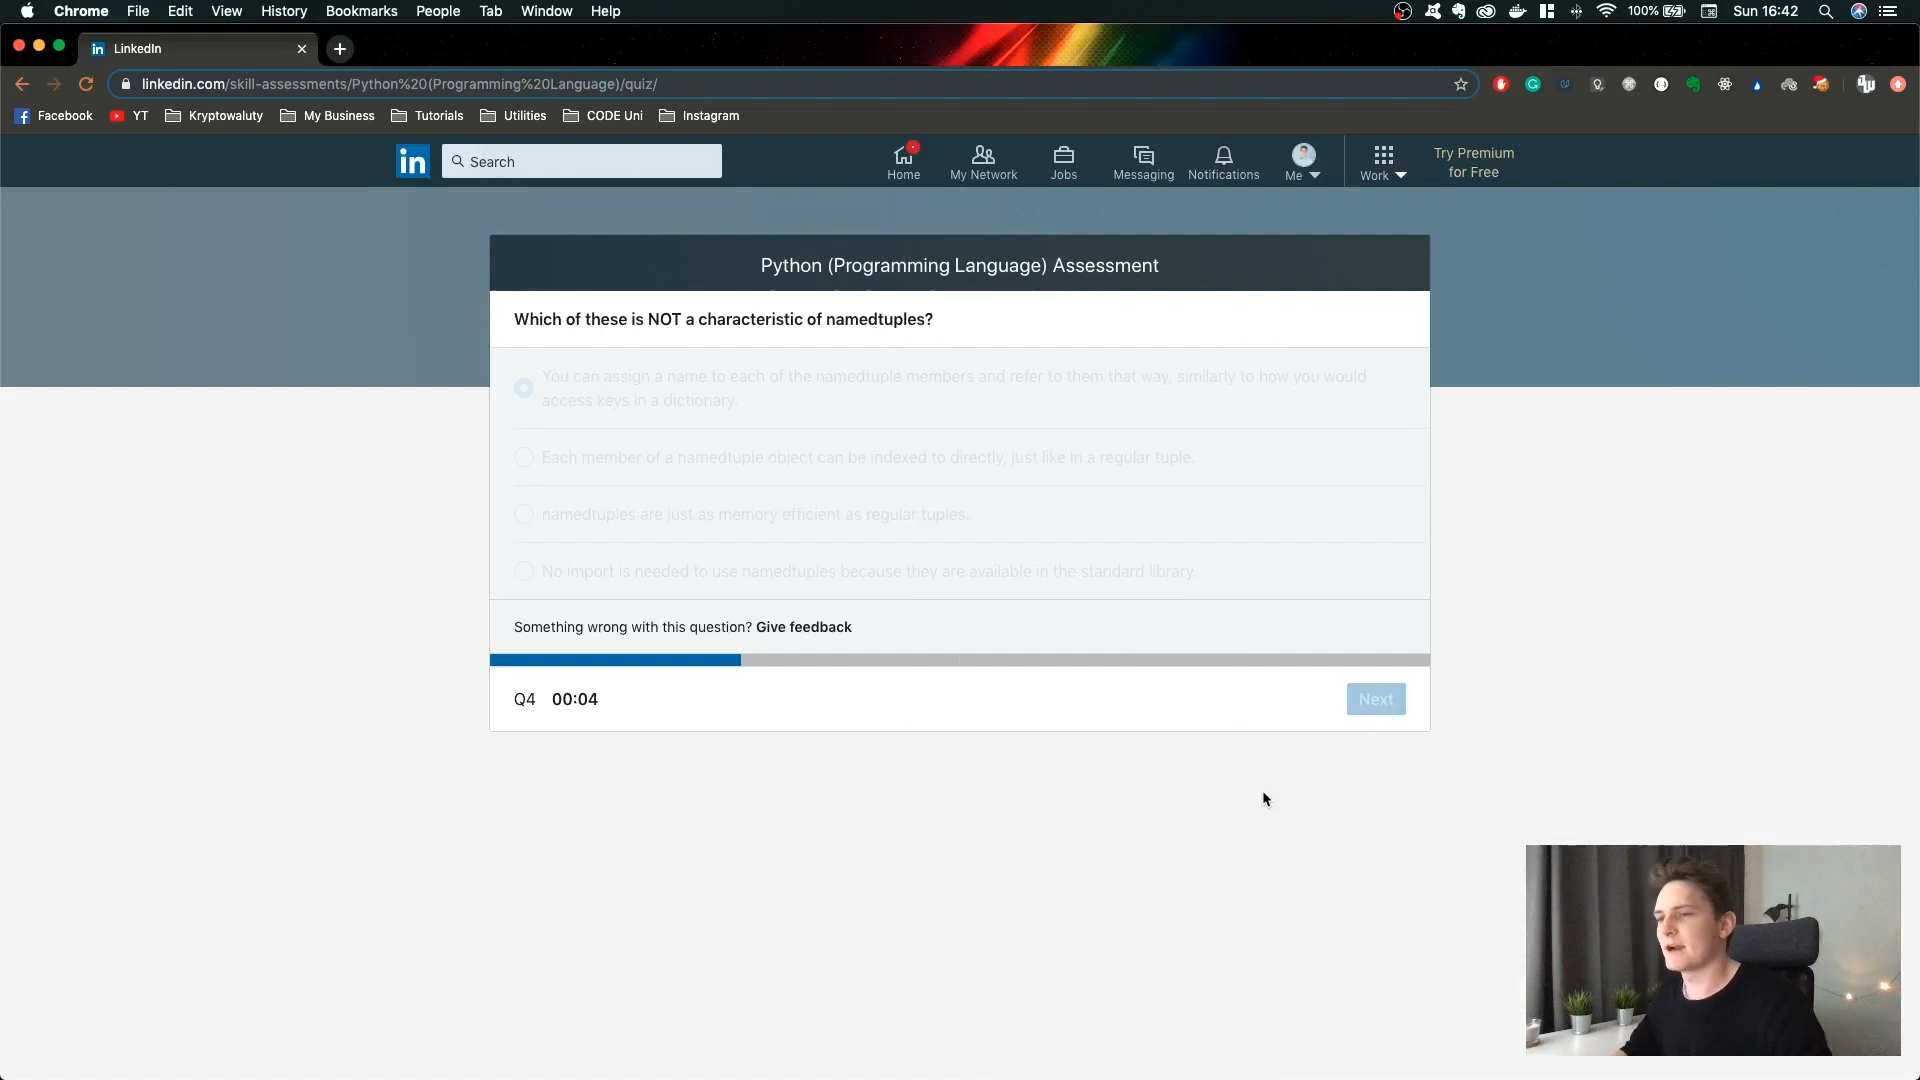 Chrome File Edit View History Bookmarks People Tab Window Help
100% Sun 16:42
LinkedIn
linkedin.com/skill-assessments/Python%20(Programming%20Language)/quiz/
Facebook YT Kryptowaluty My Business Tutorials Utilities CODE Uni Instagram
in Search Home My Network Jobs Messaging Notifications Me Work Try Premium
for Free
Python (Programming Language) Assessment
Which of these is NOT a characteristic of namedtuples?
You can assign a name to each of the namedtuple members and refer to them that way, similarly to how you would
access keys in a dictionary.
Each member of a namedtuple object can be indexed to directly, just like in a regular tuple.
namedtuples are just as memory efficient as regular tuples.
No import is needed to use namedtuples because they are available in the standard library.
Something wrong with this question? Give feedback
Q4 00:04 Next